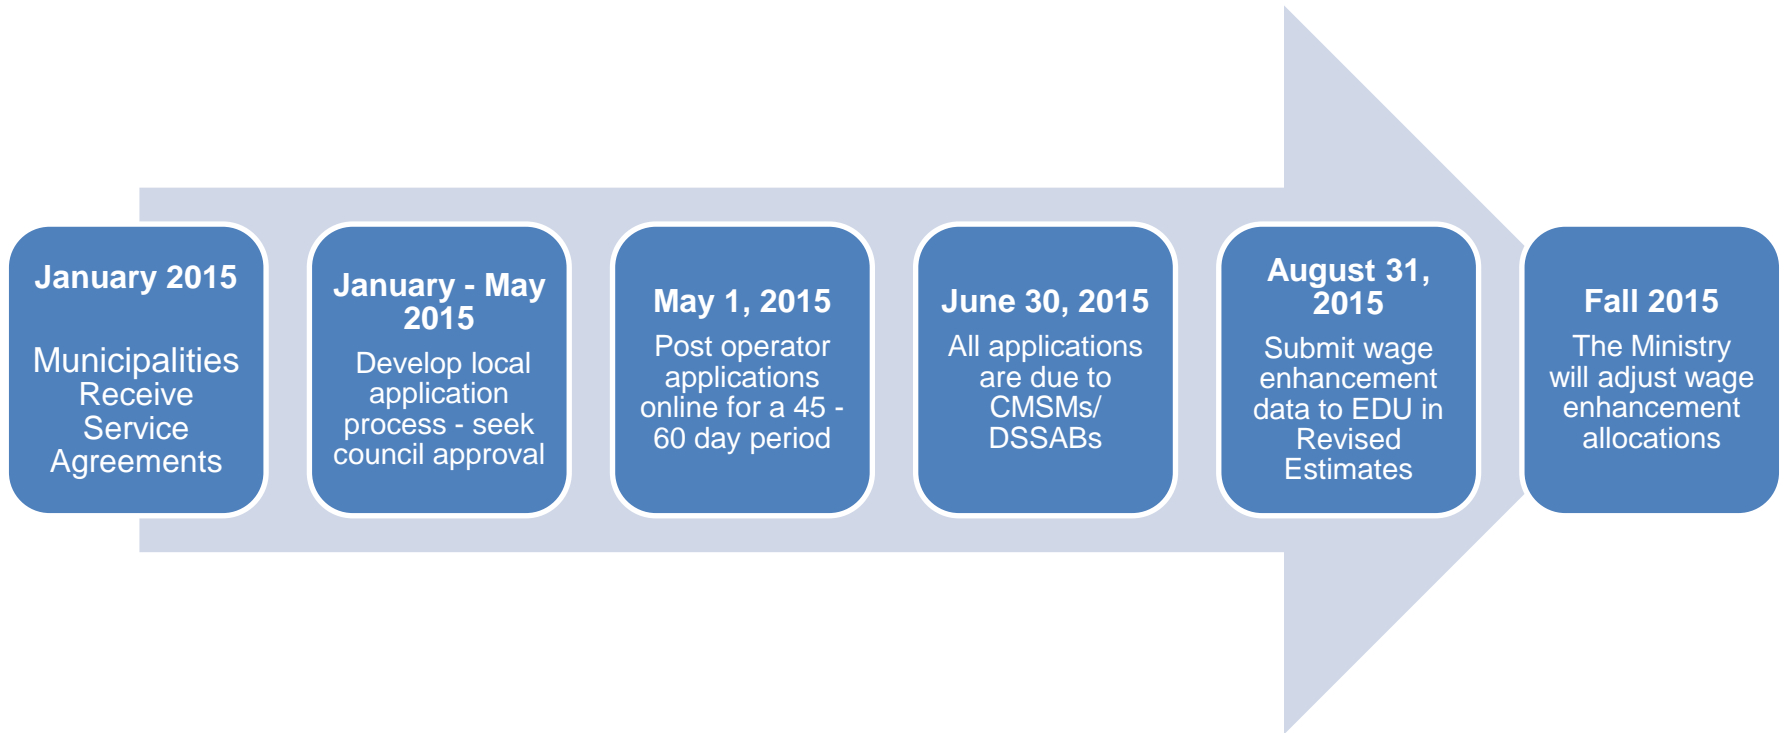 January 2015
Municipalities
Receive
Service
Agreements
January - May
2015
Develop local
application
process - seek
council approval
May 1, 2015
Post operator
applications
online for a 45 -
60 day period
June 30, 2015
All applications
are due to
CMSMs/
DSSABs
August 31,
2015
Submit wage
enhancement
data to EDU in
Revised
Estimates
Fall 2015
The Ministry
will adjust wage
enhancement
allocations